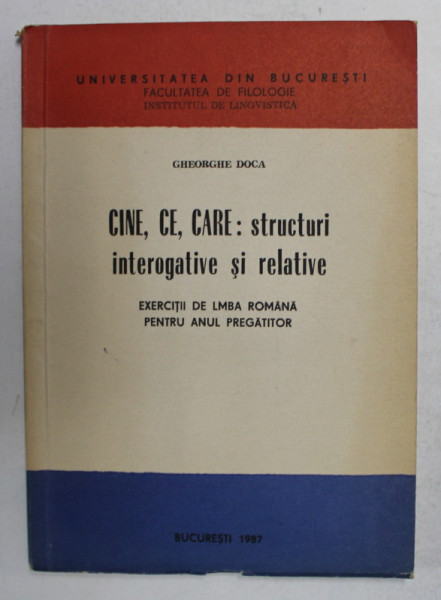 UNIVERSITATEA DIN BUCUREȘTI
FACULTATEA DE FILOLOGIE
INSTITUTUL DE LINGVISTICĂ
GHEORGHE DOCA
CINE, CE, CARE: structuri
interogative și relative
EXERCIȚII DE LMBA ROMÂNĂ
PENTRU ANUL PREGĂTITOR
BUCUREȘTI 1987